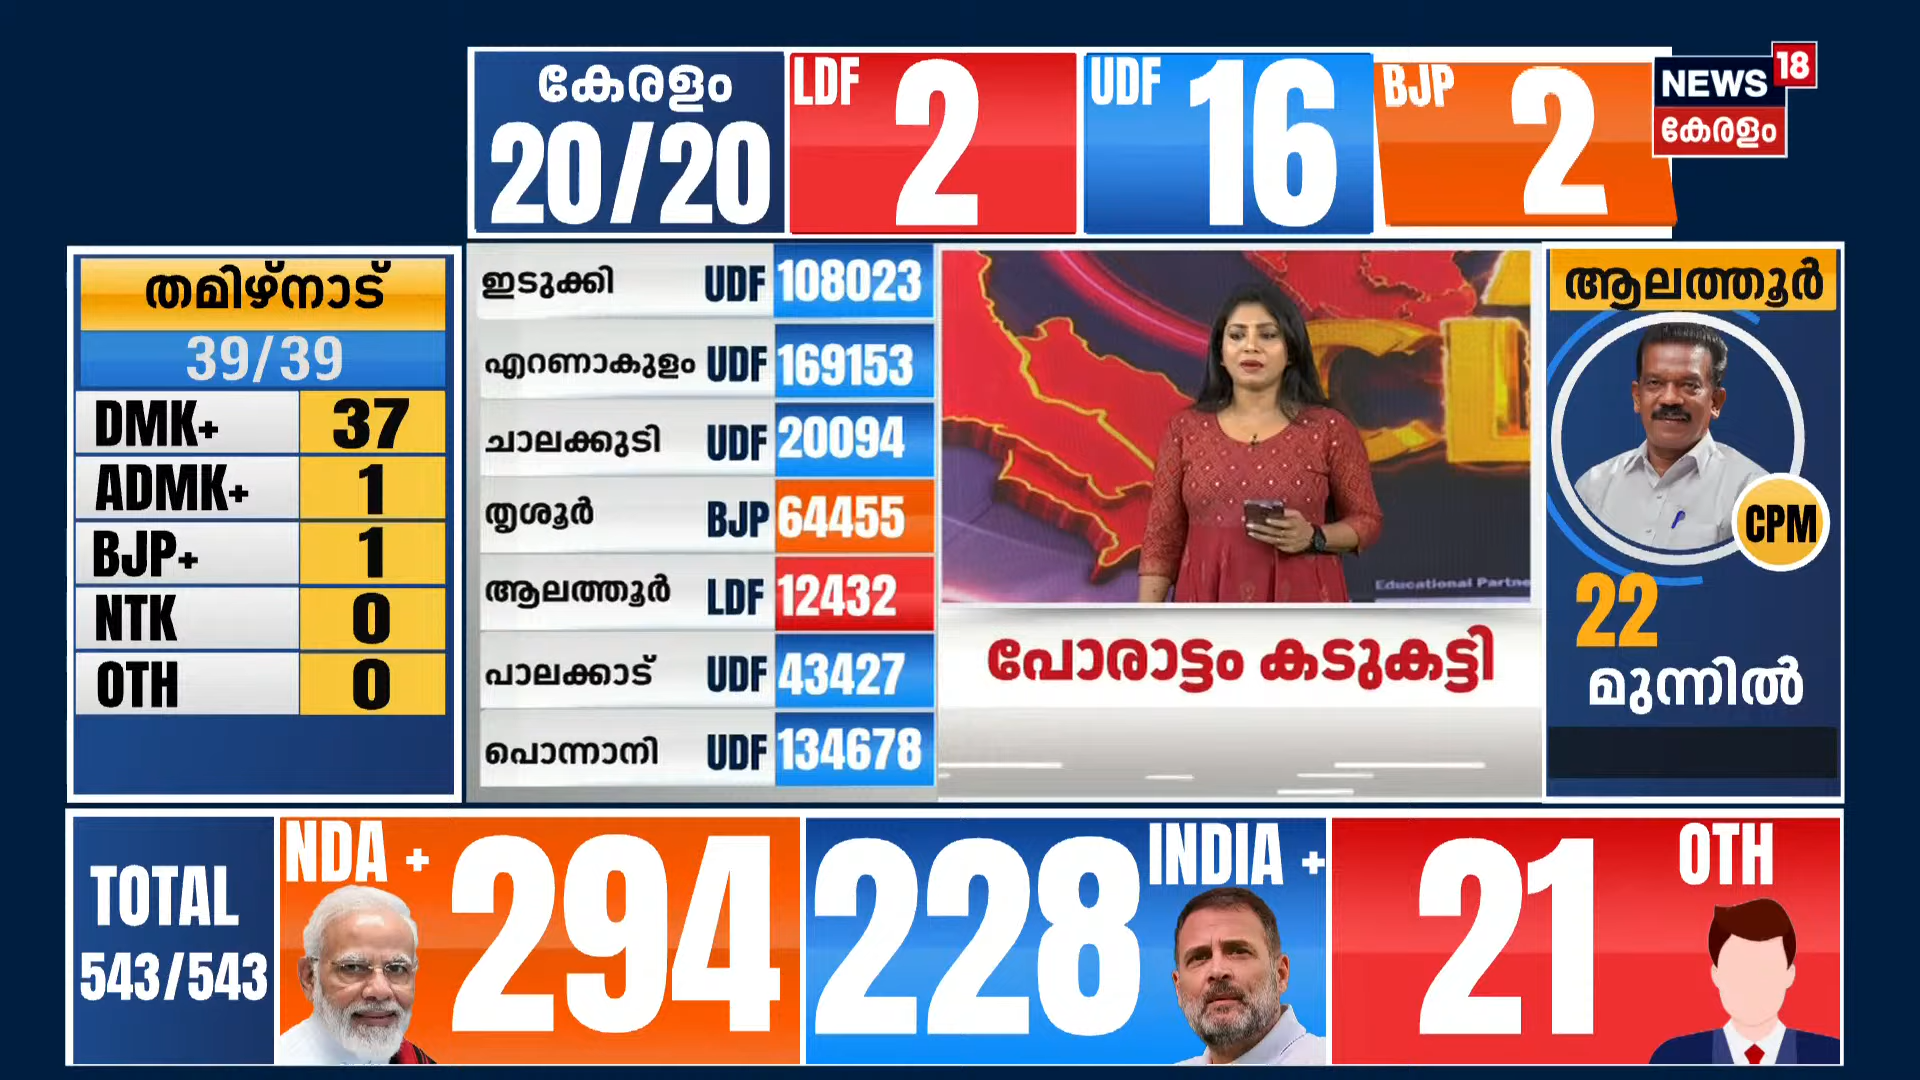 കേരളം
20/20
LDF 2
UDF 16
BJP 2
NEWS 18
കേരളം
തമിഴ്നാട്
39/39
DMK+ 37
ADMK+ 1
BJP+ 1
NTK 0
OTH 0
ഇടുക്കി UDF 108023
എറണാകുളം UDF 169153
ചാലക്കുടി UDF 20094
തൃശൂർ BJP 64455
ആലത്തൂർ LDF 12432
പാലക്കാട് UDF 43427
പൊന്നാനി UDF 134678
CL
Educational Partne
പോരാട്ടം കടുകട്ടി
ആലത്തൂർ
CPM
22
മുന്നിൽ
TOTAL
543/543
NDA + 294
228 INDIA +
21 OTH